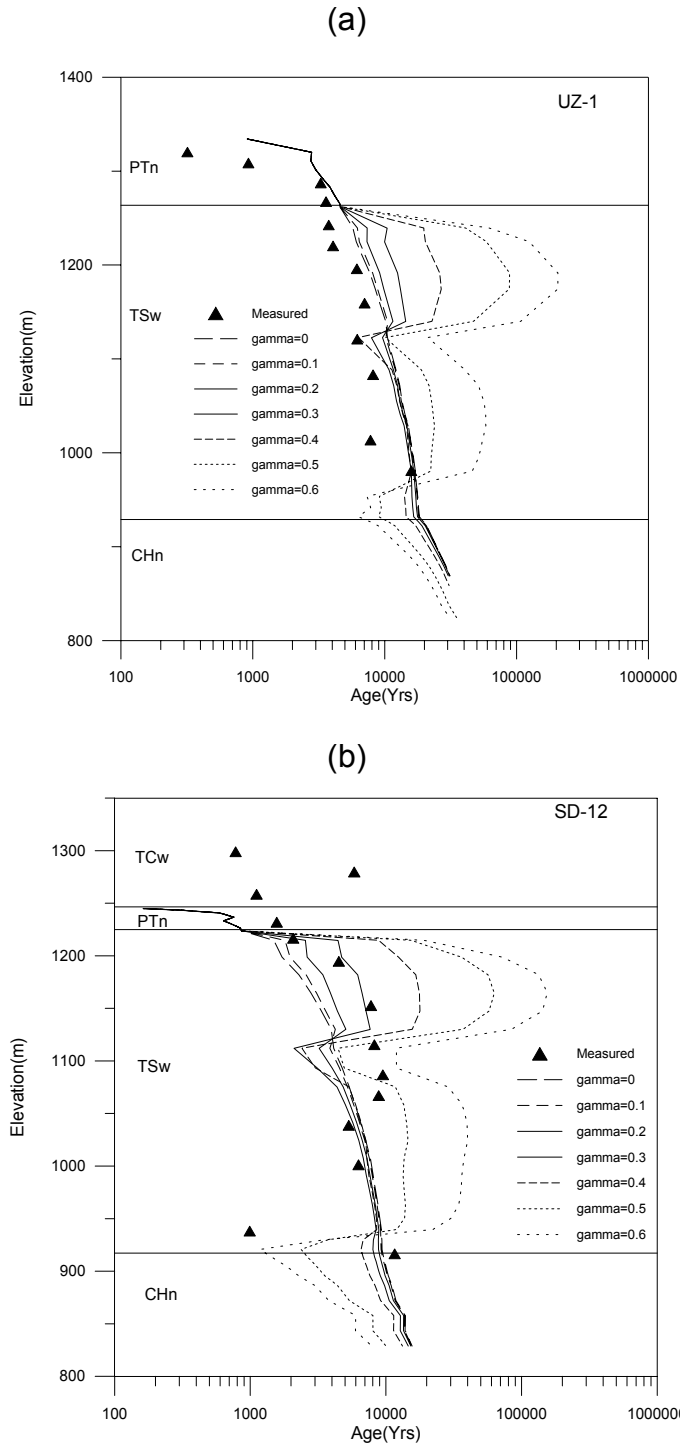 (a)
1400
UZ-1
PTn
1200
TSw
Measured
gamma=0
gamma=0.1
gamma=0.2
gamma=0.3
gamma=0.4
gamma=0.5
gamma=0.6
Elevation(m)
1000
CHn
800
100 1000 10000 100000 1000000
Age(Yrs)
(b)
SD-12
1300
TCw
PTn
1200
1100
TSw
Measured
gamma=0
gamma=0.1
gamma=0.2
gamma=0.3
gamma=0.4
gamma=0.5
gamma=0.6
Elevation(m)
1000
900
CHn
800
100 1000 10000 100000 1000000
Age(Yrs)